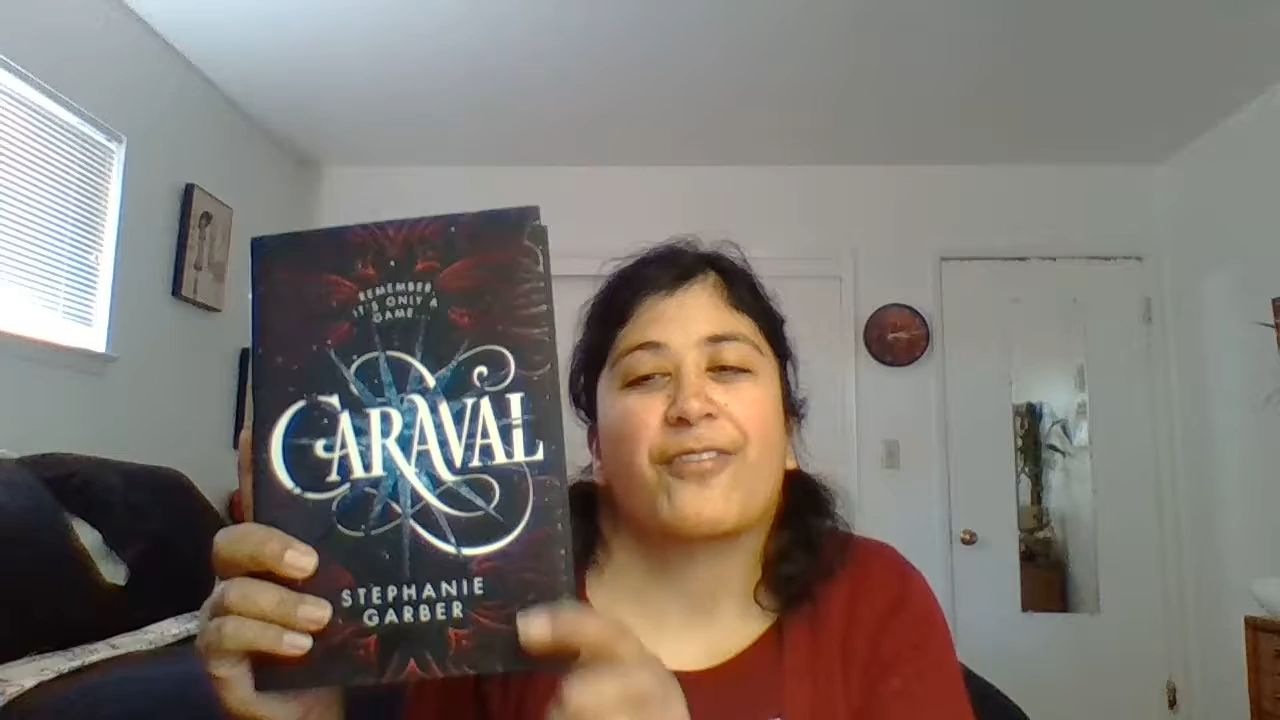 REMEMBER,
IT'S ONLY A
GAME...
CARAVAL
STEPHANIE
GARBER